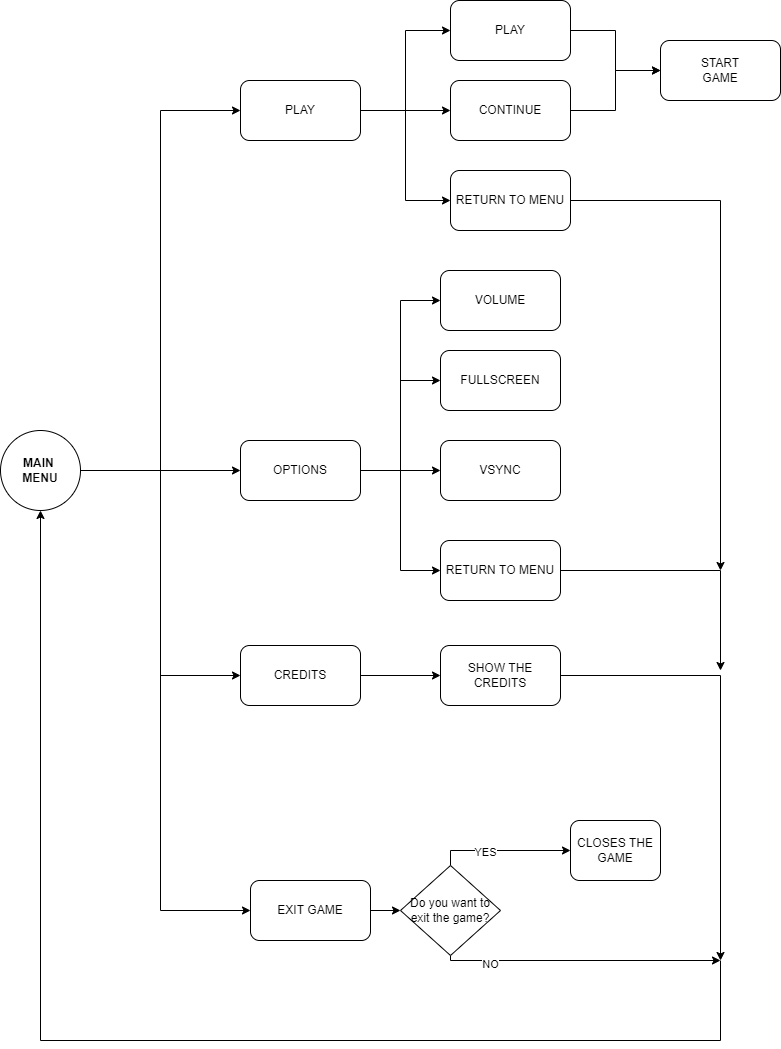 PLAY
START
GAME
PLAY
CONTINUE
RETURN TO MENU
VOLUME
FULLSCREEN
MAIN
MENU
OPTIONS
VSYNC
RETURN TO MENU
CREDITS
SHOW THE
CREDITS
YES
CLOSES THE
GAME
EXIT GAME
Do you want to
exit the game?
NO